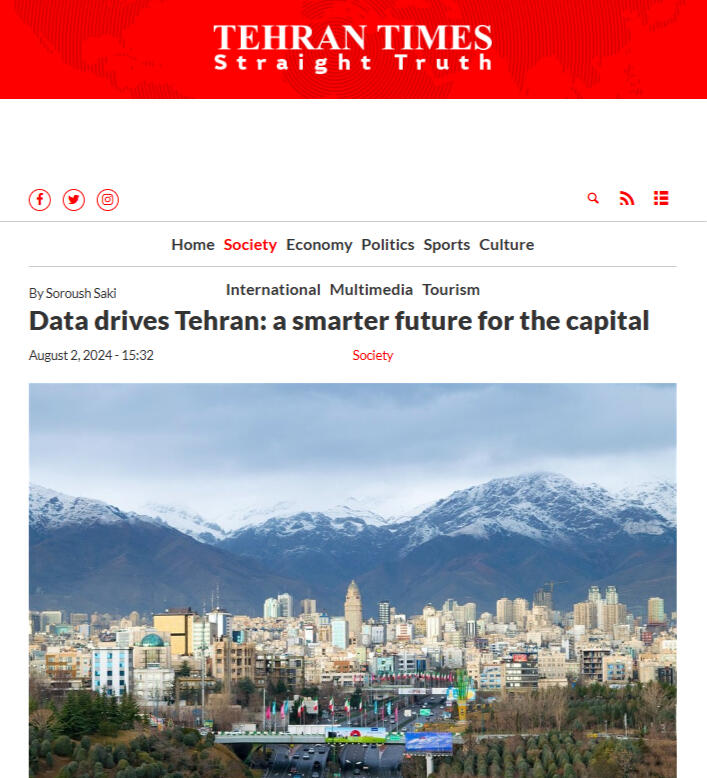 TEHRAN TIMES
Straight Truth
Home Society Economy Politics Sports Culture
International Multimedia Tourism
By Soroush Saki
Data drives Tehran: a smarter future for the capital
August 2, 2024 - 15:32
Society